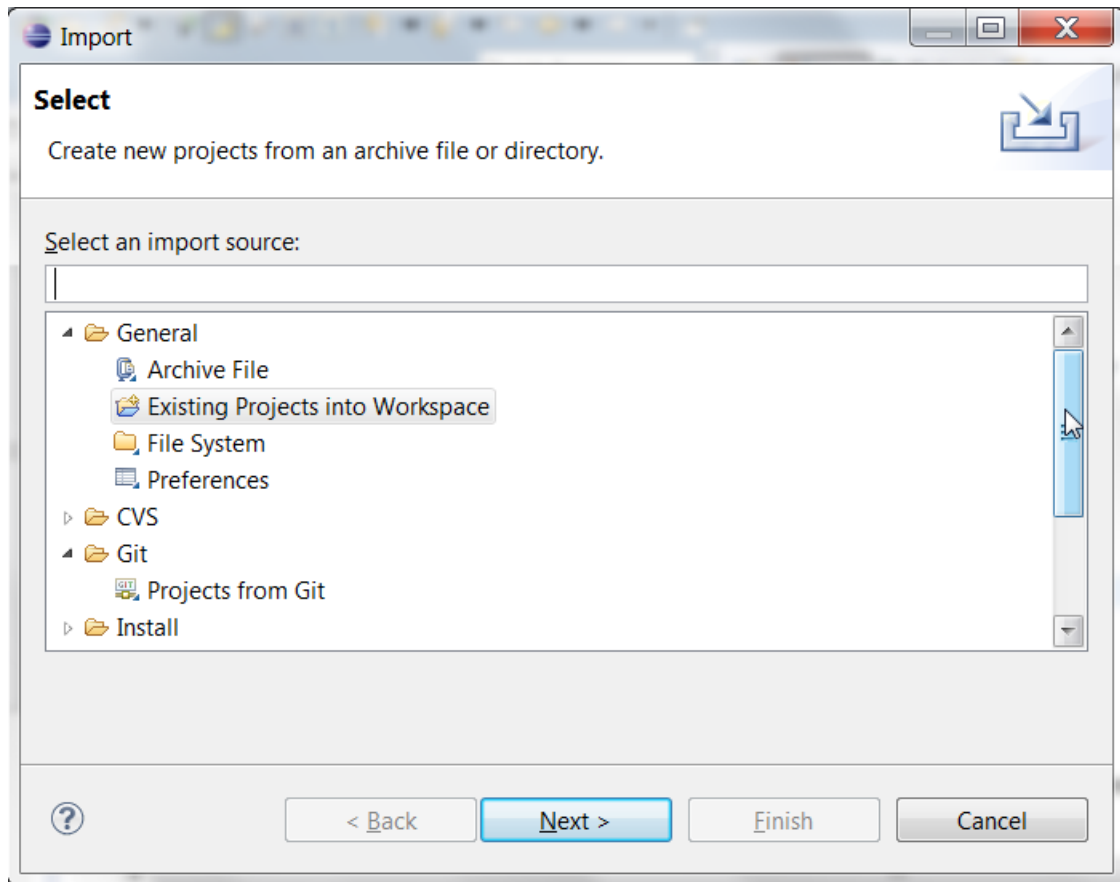 Import
Select
Create new projects from an archive file or directory.
Select an import source:
General
Archive File
Existing Projects into Workspace
File System
Preferences
CVS
Git
GIT
Projects from Git
Install
?
< Back
Next >
Finish
Cancel